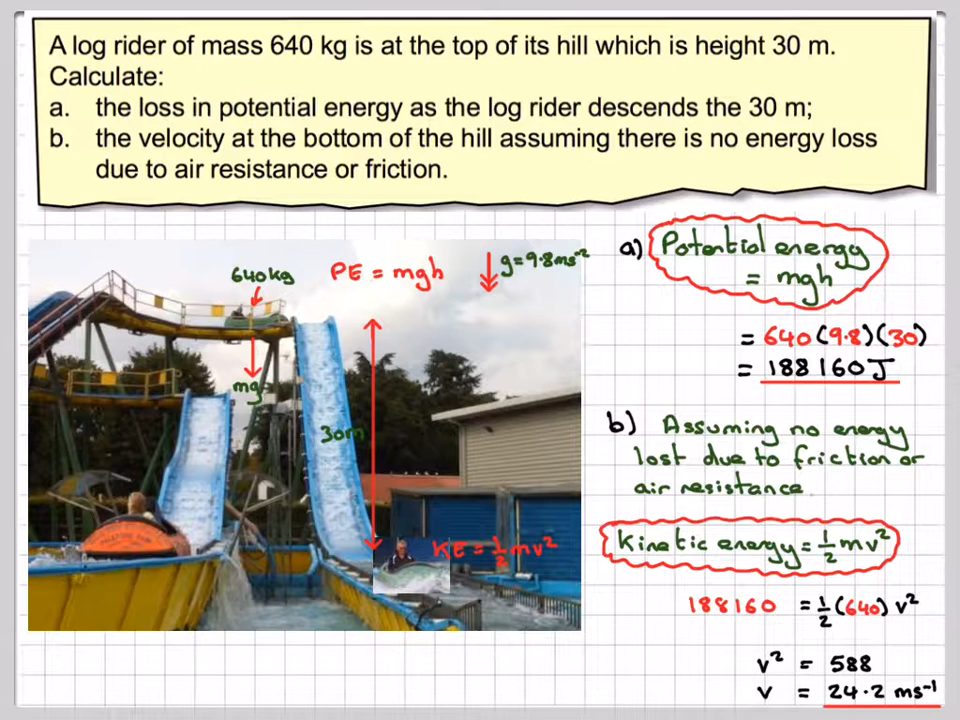 A log rider of mass 640 kg is at the top of its hill which is height 30 m.
Calculate:
a. the loss in potential energy as the log rider descends the 30 m;
b. the velocity at the bottom of the hill assuming there is no energy loss
due to air resistance or friction.
640kg
PE = mgh
g=9.8ms⁻²
mg
30m
KE = ½mv²
a) Potential energy
= mgh
= 640(9.8)(30)
= 188160J
b) Assuming no energy
lost due to friction or
air resistance
Kinetic energy = ½mv²
188160 = ½(640)v²
v² = 588
v = 24.2 ms⁻¹